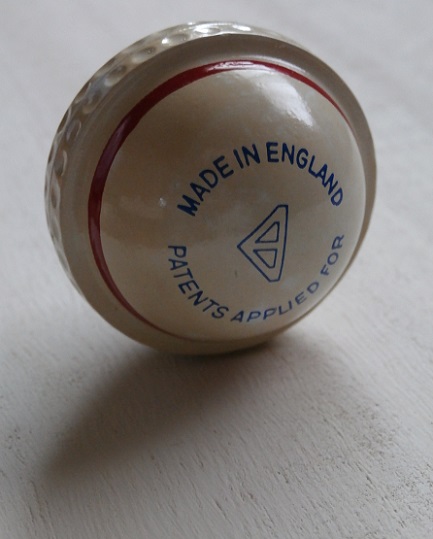 MADE IN ENGLAND
PATENTS APPLIED FOR